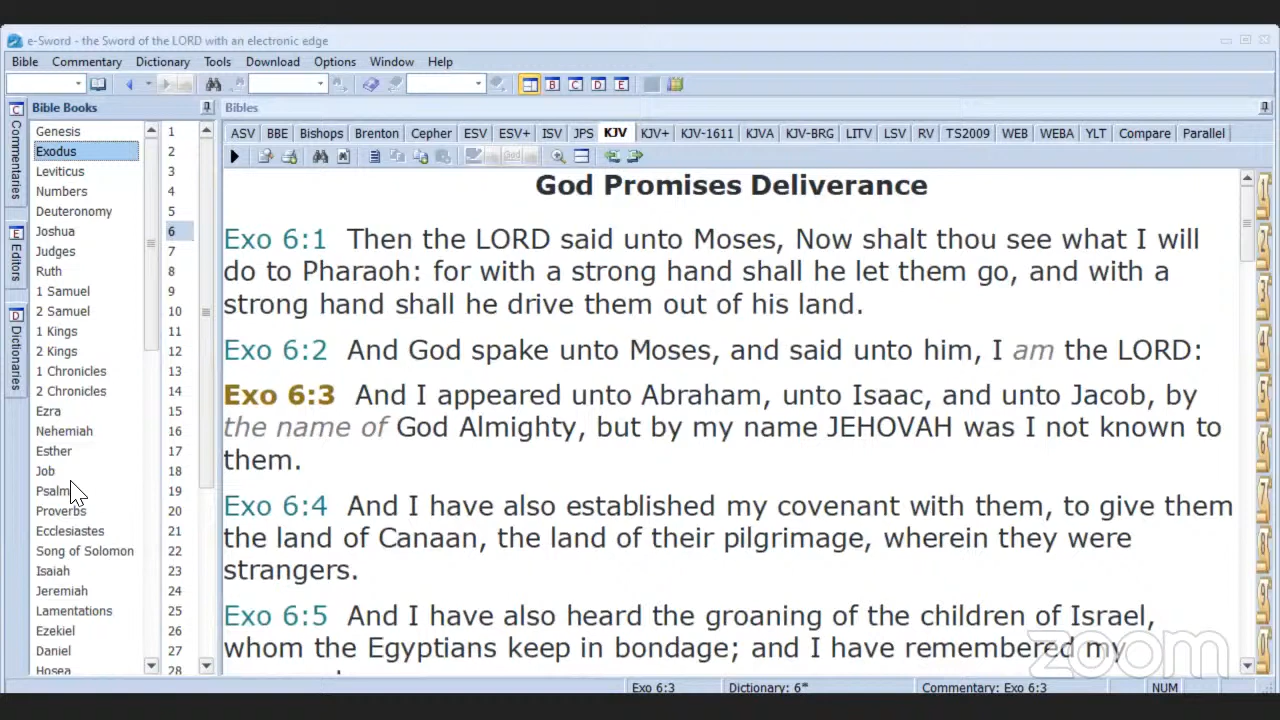 e-Sword - the Sword of the LORD with an electronic edge
Bible Commentary Dictionary Tools Download Options Window Help
B C D E
Bible Books
Bibles
C Commentaries
E Editors
D Dictionaries
Genesis 1
Exodus 2
Leviticus 3
Numbers 4
Deuteronomy 5
Joshua 6
Judges 7
Ruth 8
1 Samuel 9
2 Samuel 10
1 Kings 11
2 Kings 12
1 Chronicles 13
2 Chronicles 14
Ezra 15
Nehemiah 16
Esther 17
Job 18
Psalm 19
Proverbs 20
Ecclesiastes 21
Song of Solomon 22
Isaiah 23
Jeremiah 24
Lamentations 25
Ezekiel 26
Daniel 27
Hosea 28
ASV BBE Bishops Brenton Cepher ESV ESV+ ISV JPS KJV KJV+ KJV-1611 KJVA KJV-BRG LITV LSV RV TS2009 WEB WEBA YLT Compare Parallel
God Promises Deliverance
Exo 6:1 Then the LORD said unto Moses, Now shalt thou see what I will
do to Pharaoh: for with a strong hand shall he let them go, and with a
strong hand shall he drive them out of his land.
Exo 6:2 And God spake unto Moses, and said unto him, I am the LORD:
Exo 6:3 And I appeared unto Abraham, unto Isaac, and unto Jacob, by
the name of God Almighty, but by my name JEHOVAH was I not known to
them.
Exo 6:4 And I have also established my covenant with them, to give them
the land of Canaan, the land of their pilgrimage, wherein they were
strangers.
Exo 6:5 And I have also heard the groaning of the children of Israel,
whom the Egyptians keep in bondage; and I have remembered my
1
2
3
4
5
6
7
8
9
zoom
Exo 6:3 Dictionary: 6* Commentary: Exo 6:3 NUM